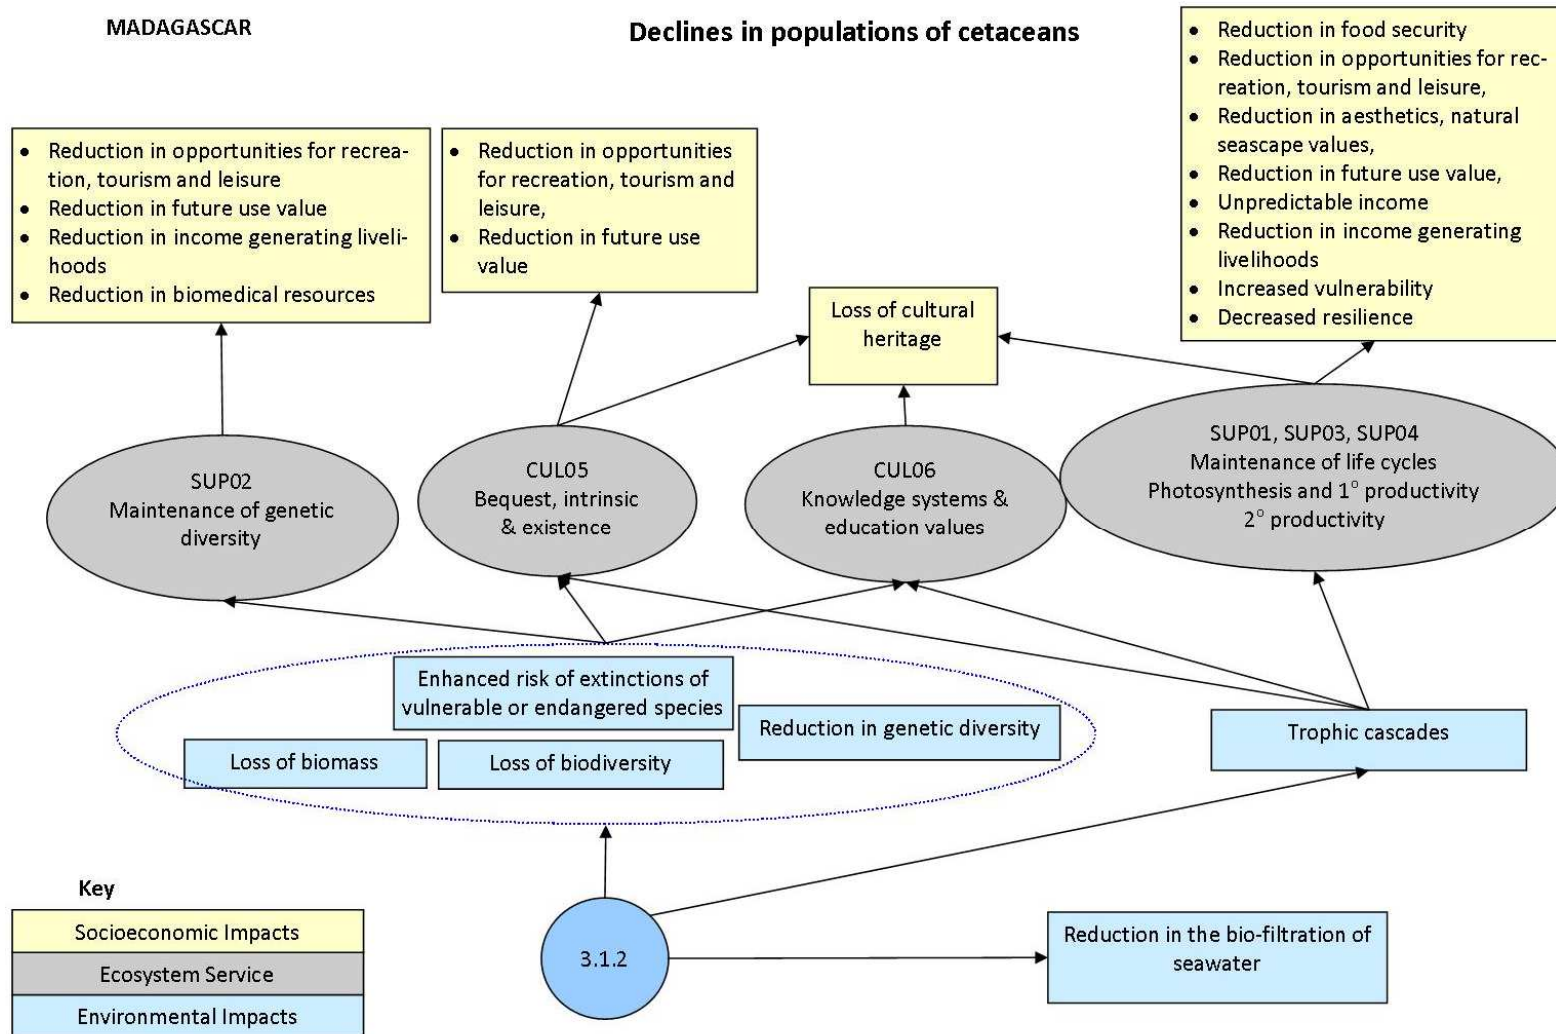 MADAGASCAR
Declines in populations of cetaceans
• Reduction in opportunities for recrea-
tion, tourism and leisure
• Reduction in future use value
• Reduction in income generating liveli-
hoods
• Reduction in biomedical resources
• Reduction in opportunities
for recreation, tourism and
leisure,
• Reduction in future use
value
Loss of cultural
heritage
• Reduction in food security
• Reduction in opportunities for rec-
reation, tourism and leisure,
• Reduction in aesthetics, natural
seascape values,
• Reduction in future use value,
• Unpredictable income
• Reduction in income generating
livelihoods
• Increased vulnerability
• Decreased resilience
SUP02
Maintenance of genetic
diversity
CUL05
Bequest, intrinsic
& existence
CUL06
Knowledge systems &
education values
SUP01, SUP03, SUP04
Maintenance of life cycles
Photosynthesis and 1° productivity
2° productivity
Enhanced risk of extinctions of
vulnerable or endangered species
Reduction in genetic diversity
Loss of biomass
Loss of biodiversity
Trophic cascades
3.1.2
Reduction in the bio-filtration of
seawater
Key
Socioeconomic Impacts
Ecosystem Service
Environmental Impacts